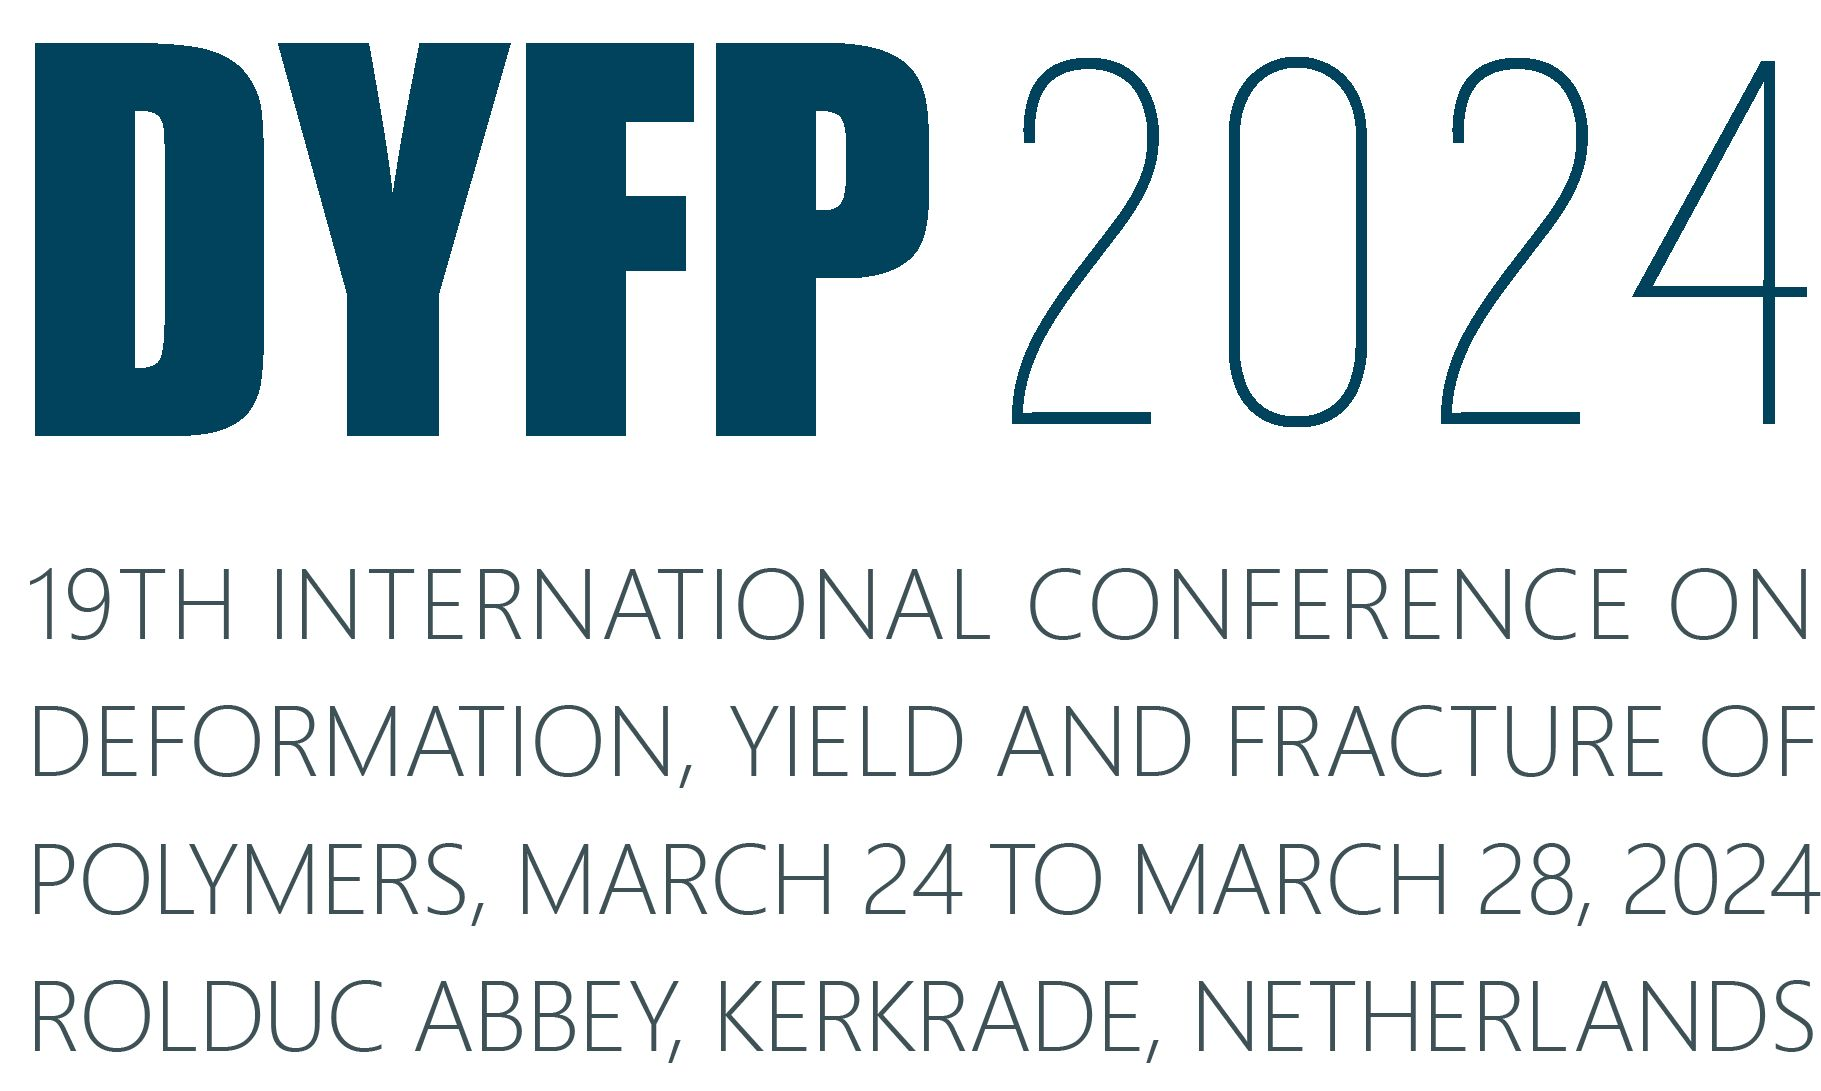 DYFP 2024
19TH INTERNATIONAL CONFERENCE ON
DEFORMATION, YIELD AND FRACTURE OF
POLYMERS, MARCH 24 TO MARCH 28, 2024
ROLDUC ABBEY, KERKRADE, NETHERLANDS